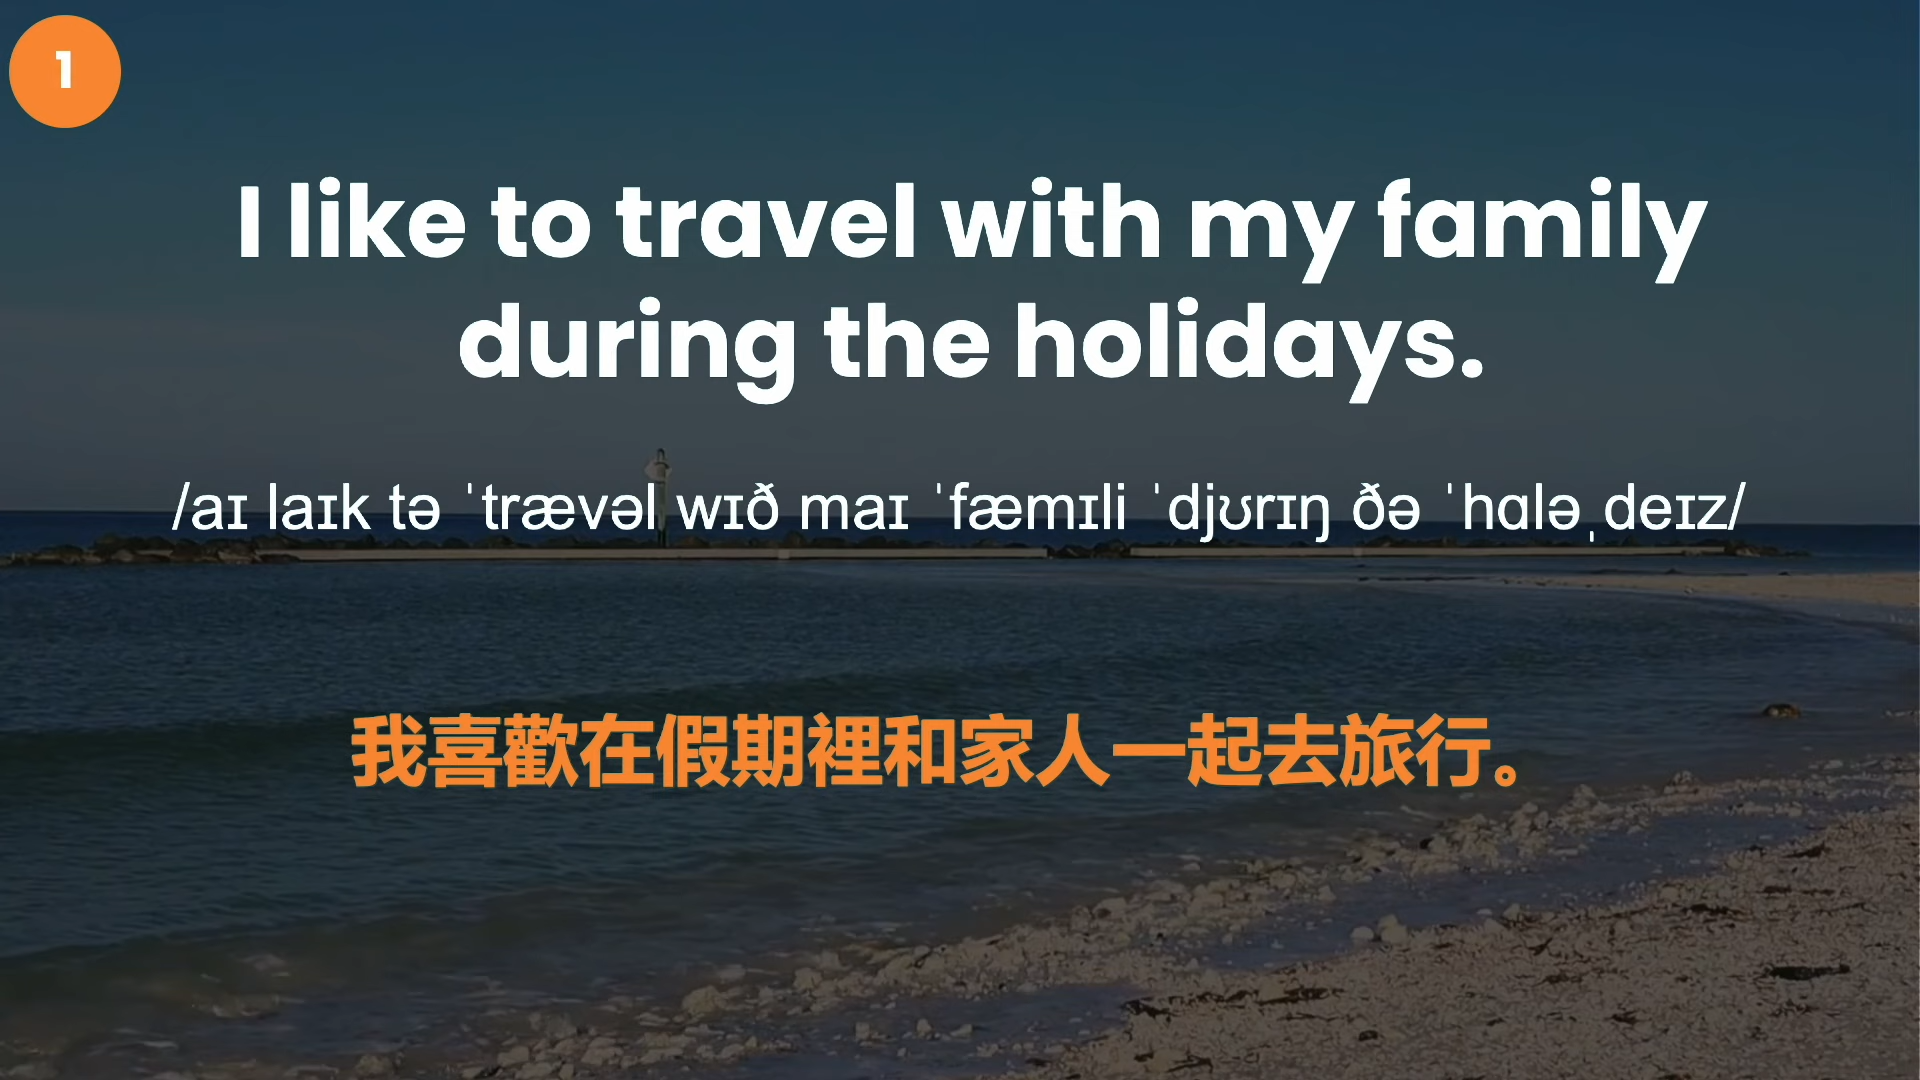 1
I like to travel with my family
during the holidays.
/aɪ laɪk tə ˈtrævəl wɪð maɪ ˈfæmɪli ˈdjʊrɪŋ ðə ˈhɑləˌdeɪz/
我喜歡在假期裡和家人一起去旅行。